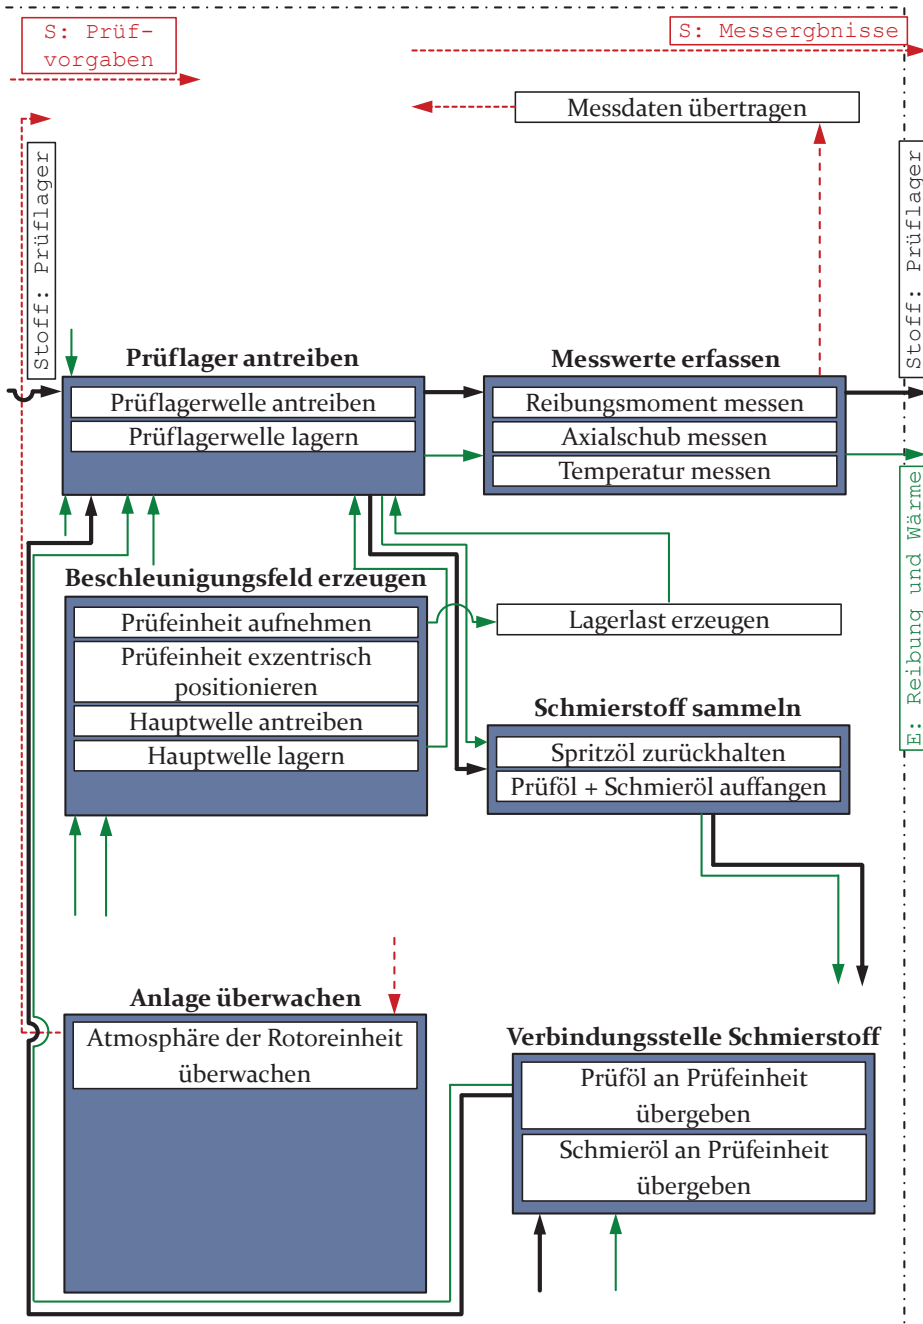 S: Prüf-
vorgaben
S: Messergbnisse
Messdaten übertragen
Stoff: Prüflager
Stoff: Prüflager
Prüflager antreiben
Prüflagerwelle antreiben
Prüflagerwelle lagern
Messwerte erfassen
Reibungsmoment messen
Axialschub messen
Temperatur messen
E: Reibung und Wärme
Beschleunigungsfeld erzeugen
Prüfeinheit aufnehmen
Prüfeinheit exzentrisch
positionieren
Hauptwelle antreiben
Hauptwelle lagern
Lagerlast erzeugen
Schmierstoff sammeln
Spritzöl zurückhalten
Prüföl + Schmieröl auffangen
Anlage überwachen
Atmosphäre der Rotoreinheit
überwachen
Verbindungsstelle Schmierstoff
Prüföl an Prüfeinheit
übergeben
Schmieröl an Prüfeinheit
übergeben